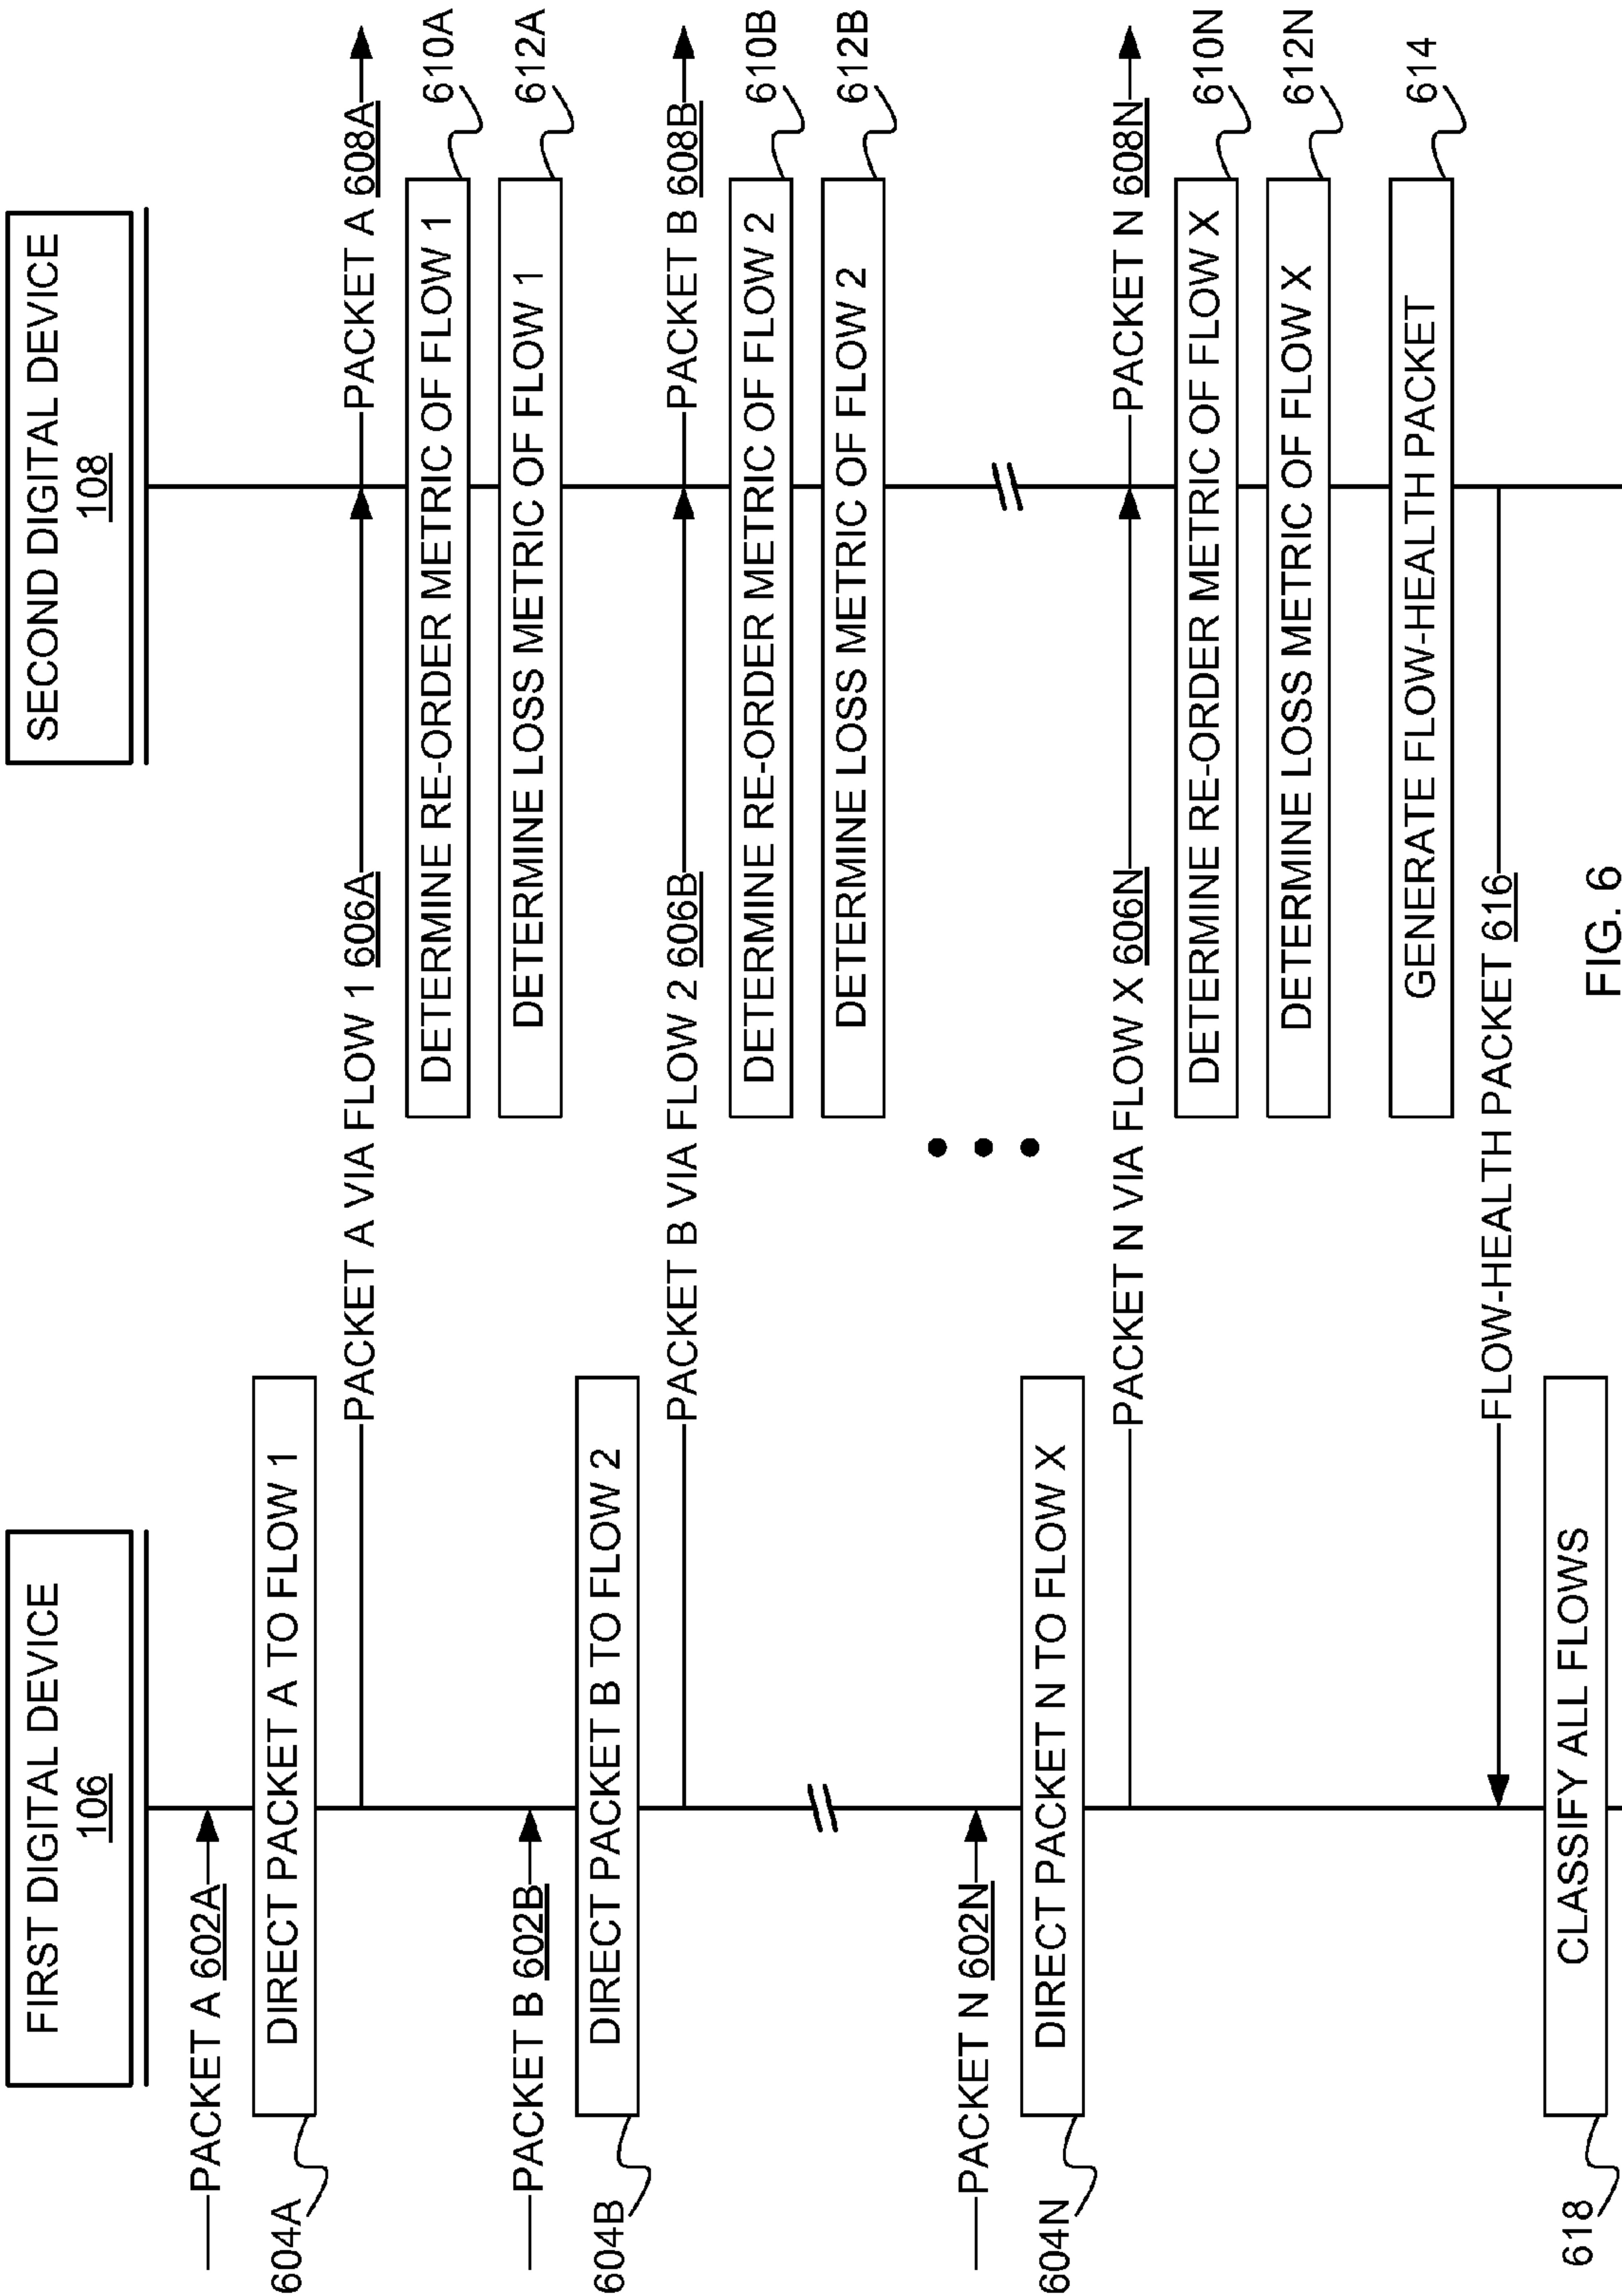 FIRST DIGITAL DEVICE
106
SECOND DIGITAL DEVICE
108
PACKET A 602A
604A
DIRECT PACKET A TO FLOW 1
PACKET A VIA FLOW 1 606A
PACKET A 608A
DETERMINE RE-ORDER METRIC OF FLOW 1
610A
DETERMINE LOSS METRIC OF FLOW 1
612A
PACKET B 602B
604B
DIRECT PACKET B TO FLOW 2
PACKET B VIA FLOW 2 606B
PACKET B 608B
DETERMINE RE-ORDER METRIC OF FLOW 2
610B
DETERMINE LOSS METRIC OF FLOW 2
612B
PACKET N 602N
604N
DIRECT PACKET N TO FLOW X
PACKET N VIA FLOW X 606N
PACKET N 608N
DETERMINE RE-ORDER METRIC OF FLOW X
610N
DETERMINE LOSS METRIC OF FLOW X
612N
GENERATE FLOW-HEALTH PACKET
614
FLOW-HEALTH PACKET 616
618
CLASSIFY ALL FLOWS
FIG. 6